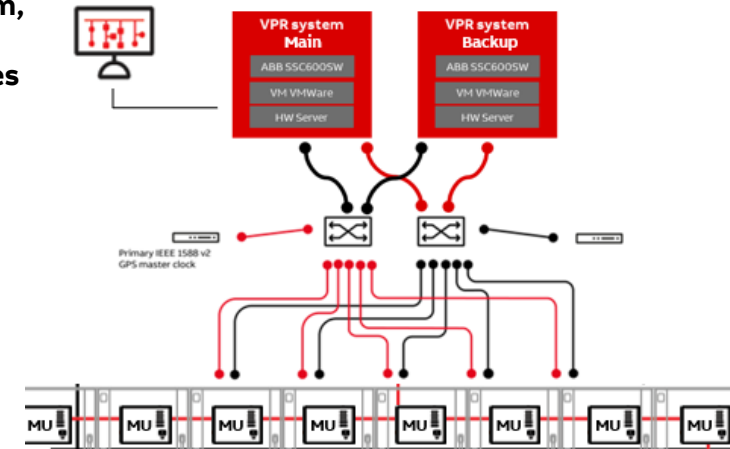 m,
es
VPR system
Main
ABB SSC600SW
VM VMWare
HW Server
VPR system
Backup
ABB SSC600SW
VM VMWare
HW Server
Primary IEEE 1588 v2
GPS master clock
MU
MU
MU
MU
MU
MU
MU
MU